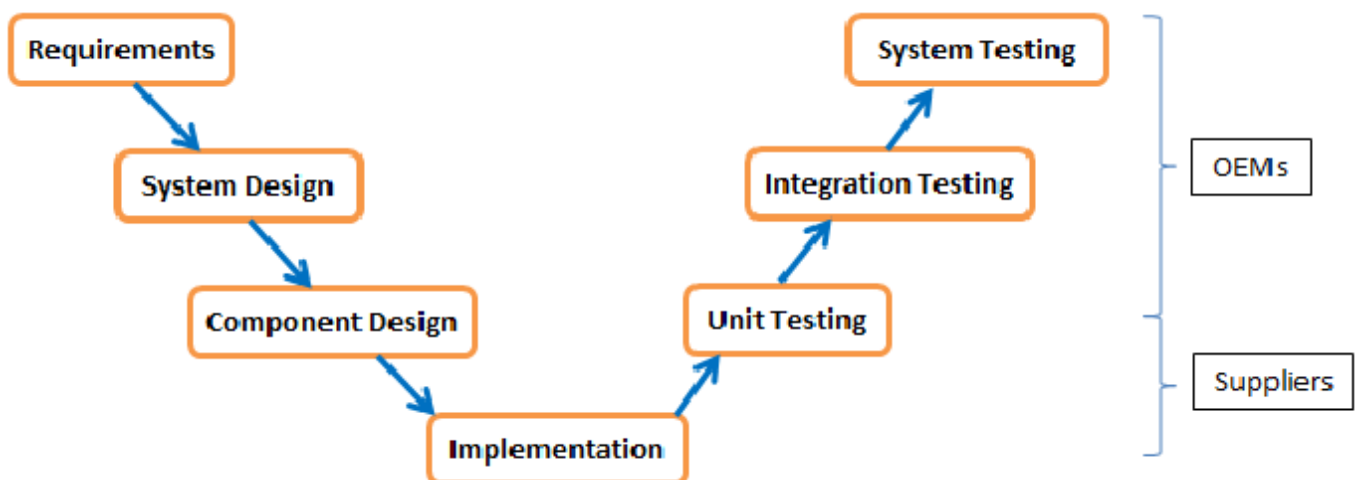 Requirements
System Testing
System Design
Integration Testing
OEMs
Component Design
Unit Testing
Suppliers
Implementation